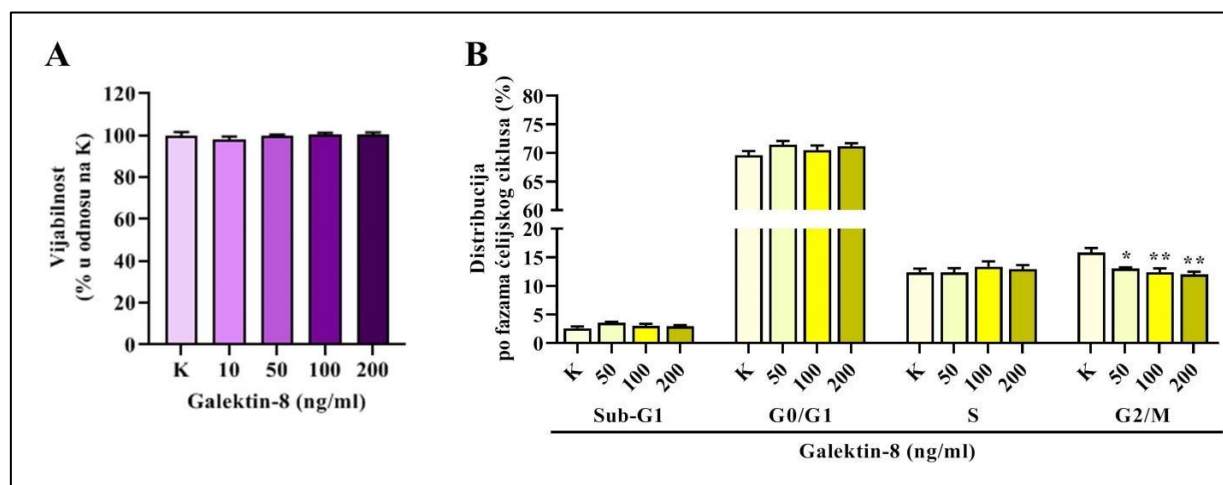 A
Vijabilnost
(% u odnosu na K)
120
100
80
60
40
20
0
K 10 50 100 200
Galektin-8 (ng/ml)
B
Distribucija
po fazama ćelijskog ciklusa (%)
80
75
70
65
60
20
15
10
5
0
* ** **
K 50 100 200 K 50 100 200 K 50 100 200 K 50 100 200
Sub-G1 G0/G1 S G2/M
Galektin-8 (ng/ml)